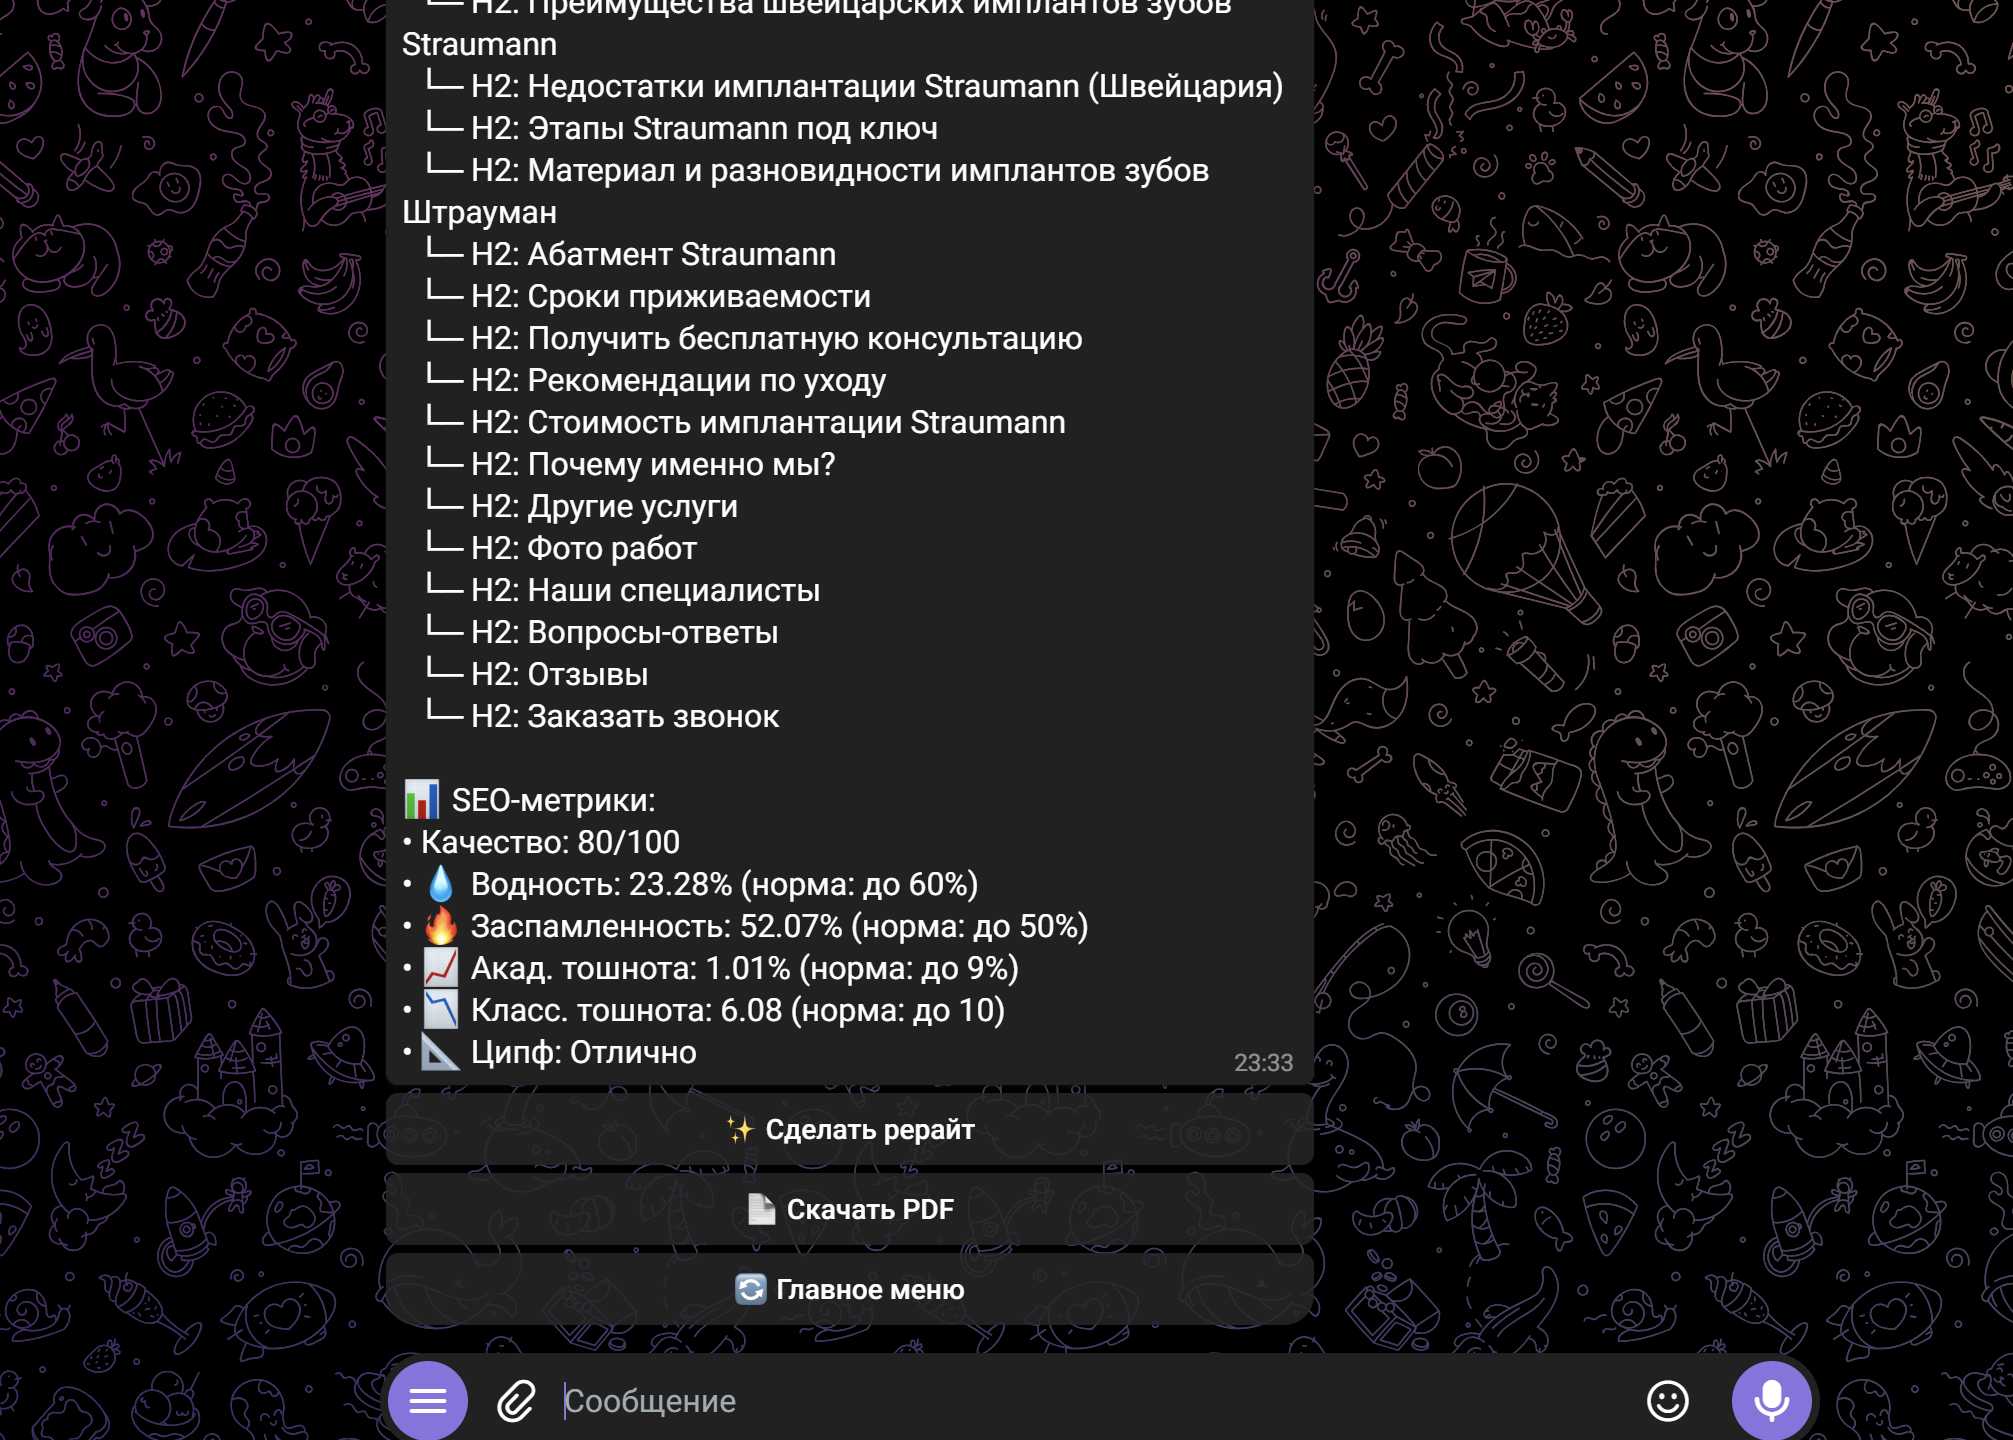 └─ H2: Преимущества швейцарских имплантов зубов
Straumann
└─ H2: Недостатки имплантации Straumann (Швейцария)
└─ H2: Этапы Straumann под ключ
└─ H2: Материал и разновидности имплантов зубов
Штрауман
└─ H2: Абатмент Straumann
└─ H2: Сроки приживаемости
└─ H2: Получить бесплатную консультацию
└─ H2: Рекомендации по уходу
└─ H2: Стоимость имплантации Straumann
└─ H2: Почему именно мы?
└─ H2: Другие услуги
└─ H2: Фото работ
└─ H2: Наши специалисты
└─ H2: Вопросы-ответы
└─ H2: Отзывы
└─ H2: Заказать звонок
📊 SEO-метрики:
• Качество: 80/100
• 💧 Водность: 23.28% (норма: до 60%)
• 🔥 Заспамленность: 52.07% (норма: до 50%)
• 📈 Акад. тошнота: 1.01% (норма: до 9%)
• 📉 Класс. тошнота: 6.08 (норма: до 10)
• 📐 Ципф: Отлично
23:33
✨ Сделать рерайт
📄 Скачать PDF
🔄 Главное меню
Сообщение